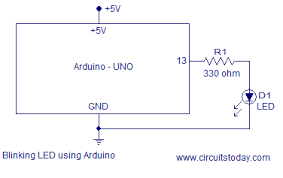 +5V
+5V
Arduino - UNO
13
R1
330 ohm
D1
LED
GND
Blinking LED using Arduino
www.circuitstoday.com